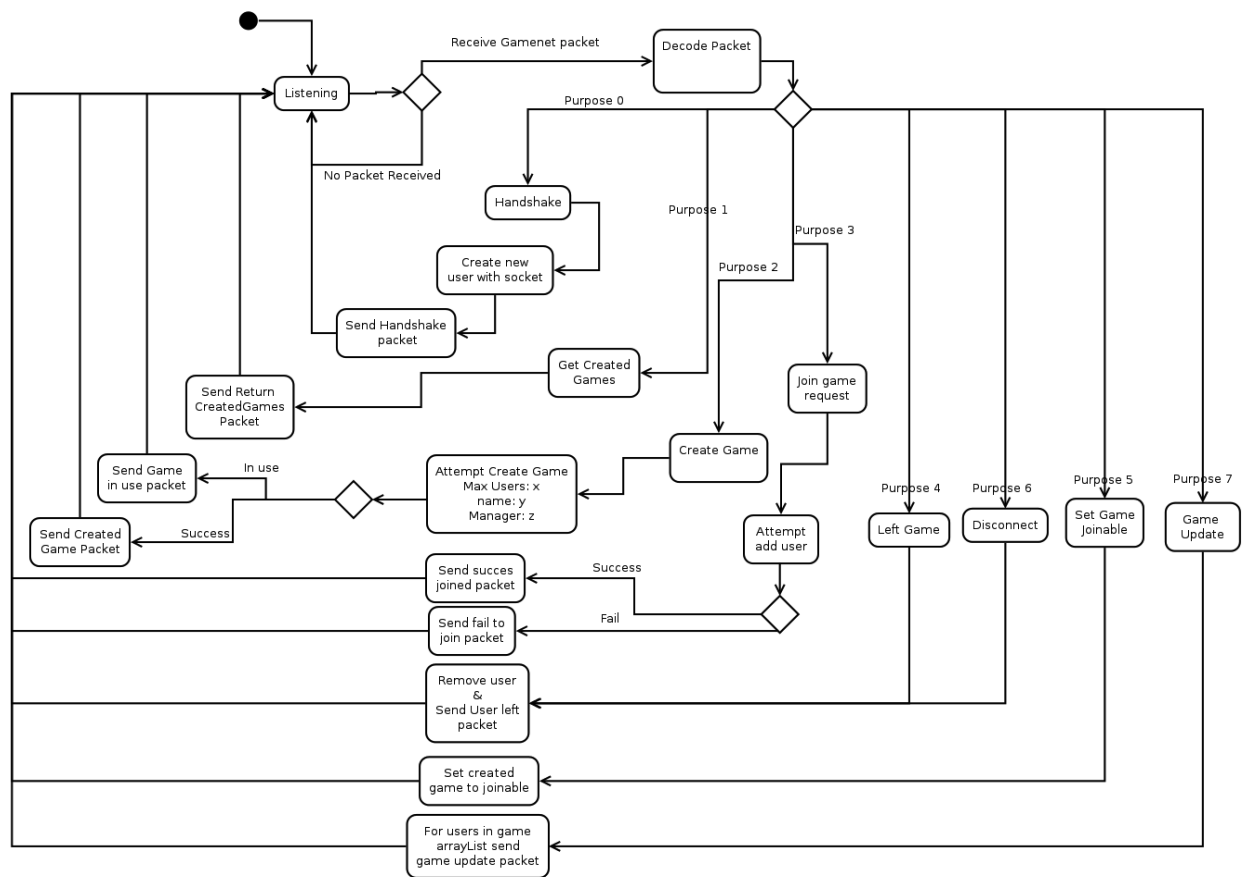 Receive Gamenet packet
Decode Packet
Listening
Purpose 0
No Packet Received
Handshake
Purpose 1
Purpose 3
Create new
user with socket
Purpose 2
Send Handshake
packet
Get Created
Games
Join game
request
Send Return
CreatedGames
Packet
Create Game
Send Game
in use packet
In use
Attempt Create Game
Max Users: x
name: y
Manager: z
Purpose 4
Purpose 6
Purpose 5
Purpose 7
Send Created
Game Packet
Success
Attempt
add user
Left Game
Disconnect
Set Game
Joinable
Game
Update
Send succes
joined packet
Success
Send fail to
join packet
Fail
Remove user
&
Send User left
packet
Set created
game to joinable
For users in game
arrayList send
game update packet